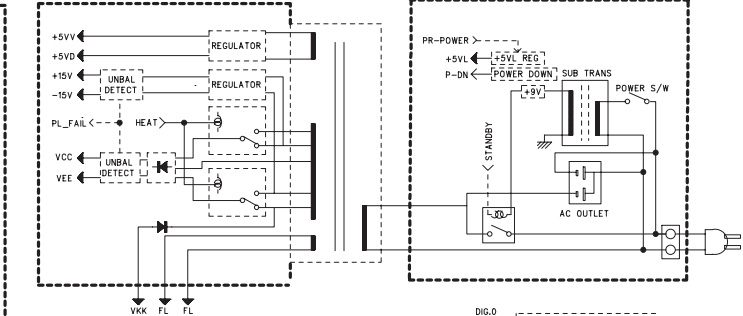 +5VV
REGULATOR
+5VD
+15V
UNBAL
DETECT
REGULATOR
-15V
PL_FAIL
HEAT
VCC
UNBAL
DETECT
VEE
VKK
FL
FL
PR-POWER
+5VL
+5VL REG
P-DN
POWER DOWN
SUB TRANS
+9V
POWER S/W
STANDBY
AC OUTLET
DIG.0